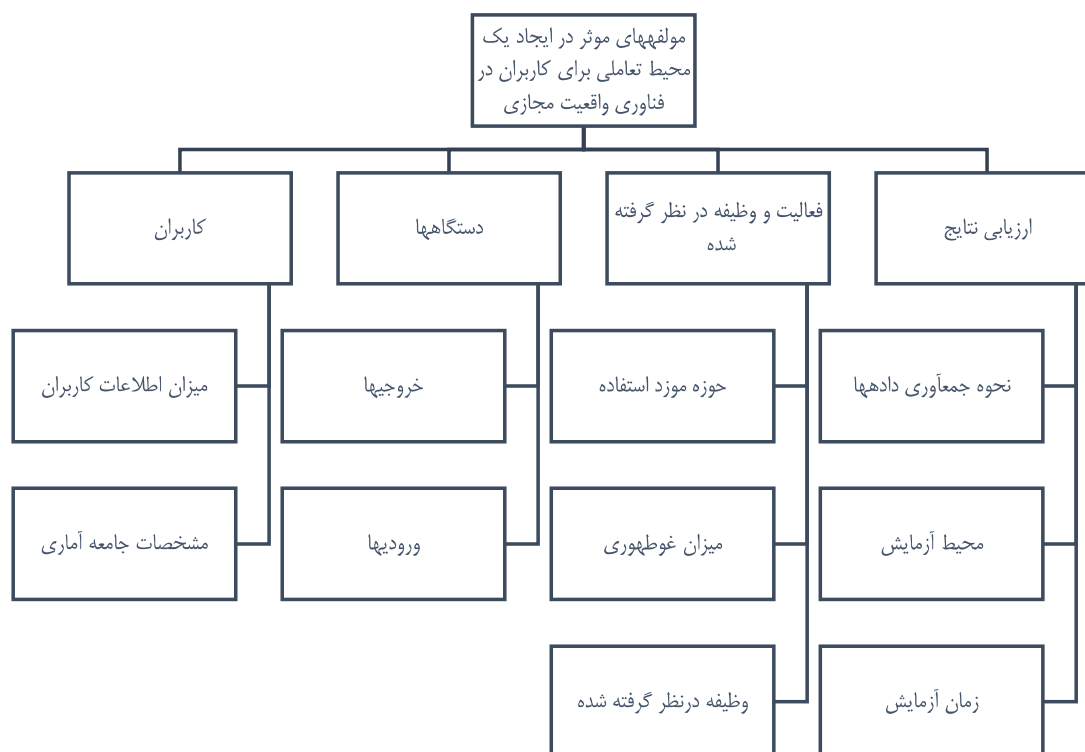 مولفههای موثر در ایجاد یک
محیط تعاملی برای کاربران در
فناوری واقعیت مجازی
ارزیابی نتایج
فعالیت و وظیفه در نظر گرفته
شده
دستگاهها
کاربران
نحوه جمعآوری دادهها
حوزه موزد استفاده
خروجیها
میزان اطلاعات کاربران
محیط آزمایش
میزان غوطهوری
ورودیها
مشخصات جامعه آماری
زمان آزمایش
وظیفه درنظر گرفته شده